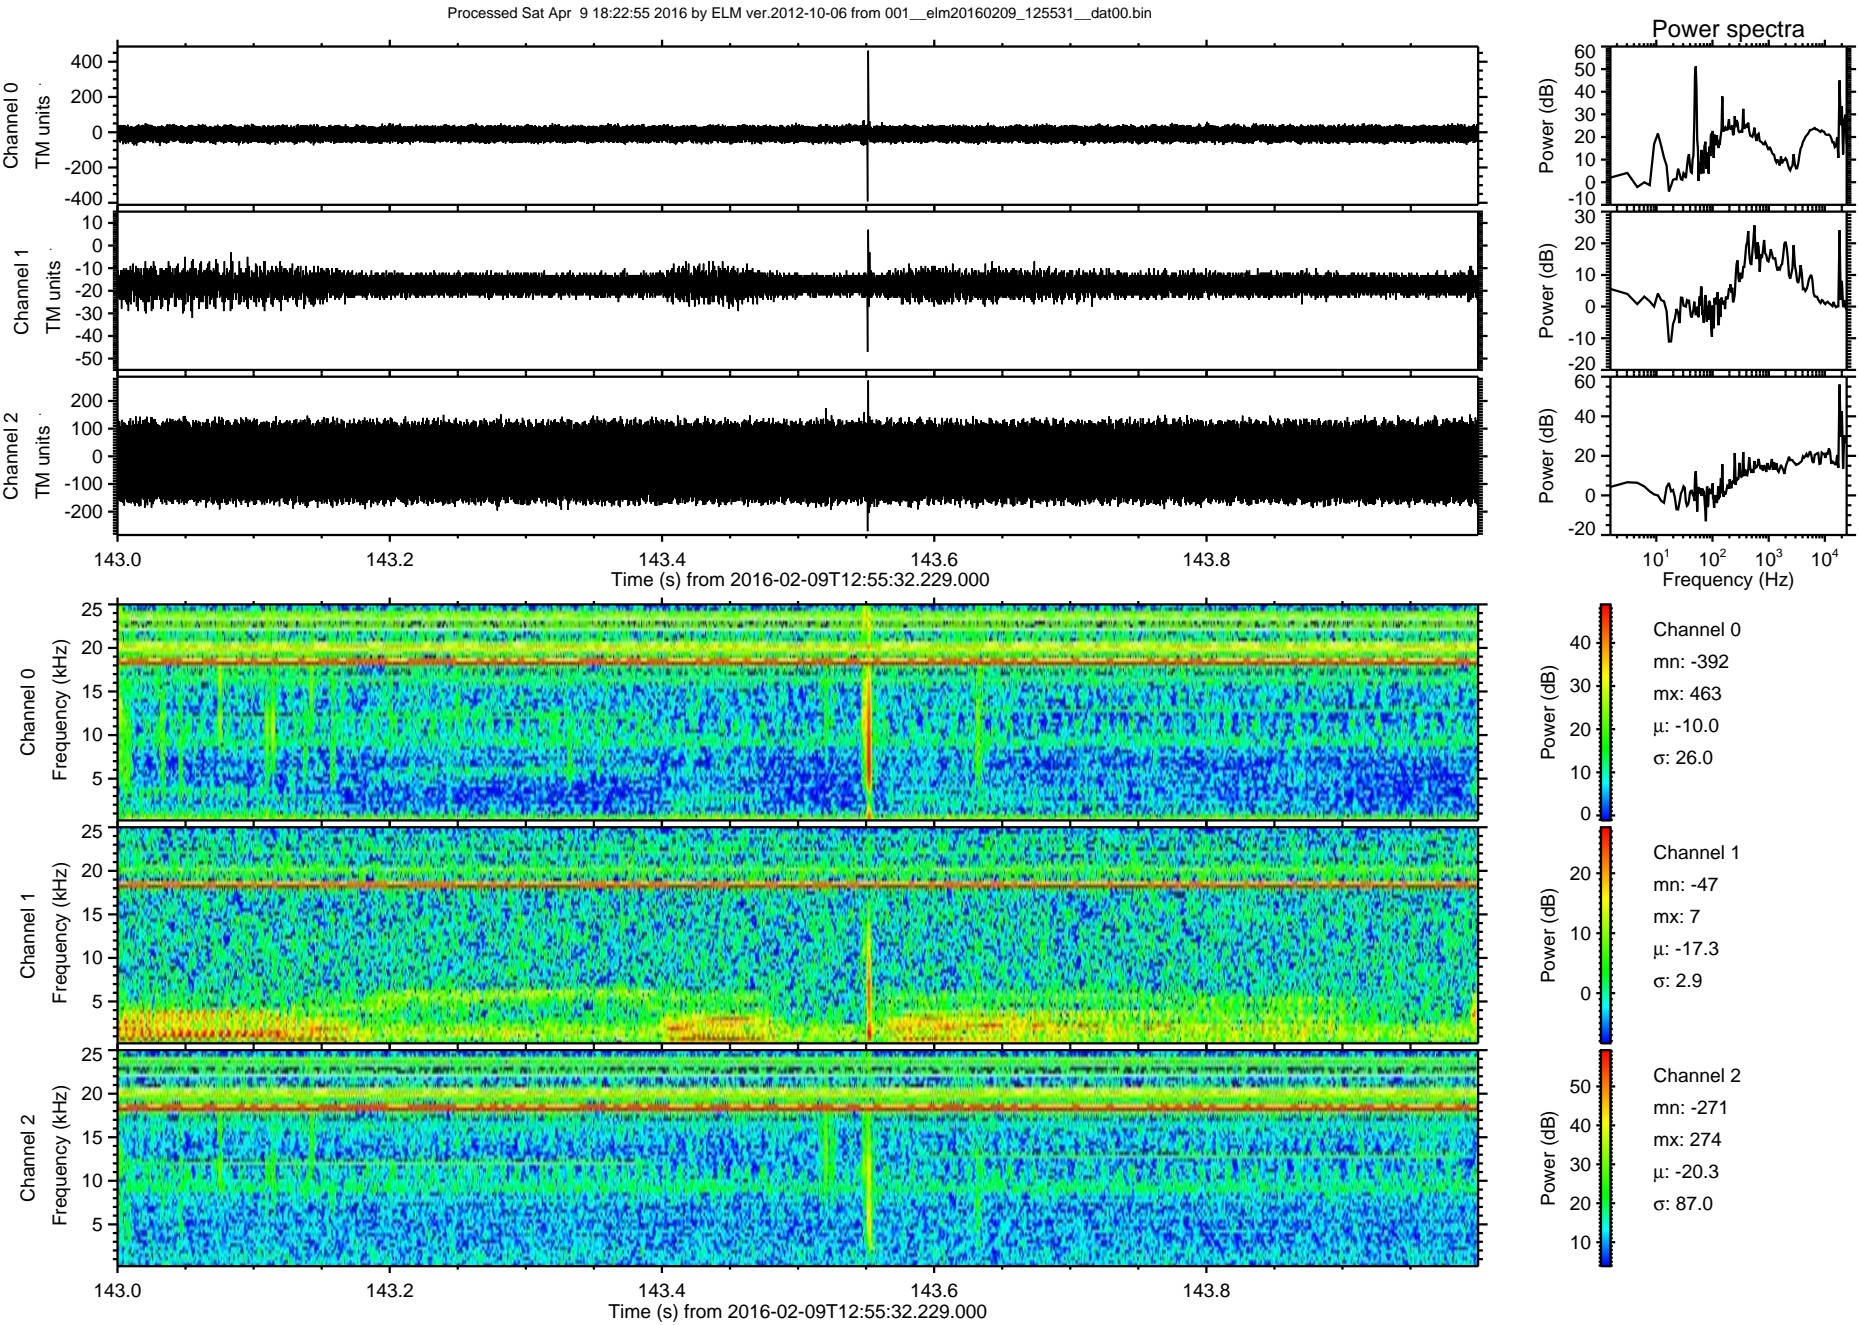 Processed Sat Apr  9 18:22:55 2016 by ELM ver.2012-10-06 from 001__elm20160209_125531__dat00.bin
Power spectra
Channel 0
TM units
400
200
0
-200
-400
Power (dB)
60
50
40
30
20
10
0
-10
Channel 1
TM units
10
0
-10
-20
-30
-40
-50
Power (dB)
30
20
10
0
-10
-20
Channel 2
TM units
200
100
0
-100
-200
Power (dB)
60
40
20
0
-20
143.0 143.2 143.4 143.6 143.8
Time (s) from 2016-02-09T12:55:32.229.000
10¹ 10² 10³ 10⁴
Frequency (Hz)
Channel 0
Frequency (kHz)
25
20
15
10
5
Power (dB)
40
30
20
10
0
Channel 0
mn: -392
mx: 463
μ: -10.0
σ: 26.0
Channel 1
Frequency (kHz)
25
20
15
10
5
Power (dB)
20
10
0
Channel 1
mn: -47
mx: 7
μ: -17.3
σ: 2.9
Channel 2
Frequency (kHz)
25
20
15
10
5
Power (dB)
50
40
30
20
10
Channel 2
mn: -271
mx: 274
μ: -20.3
σ: 87.0
143.0 143.2 143.4 143.6 143.8
Time (s) from 2016-02-09T12:55:32.229.000